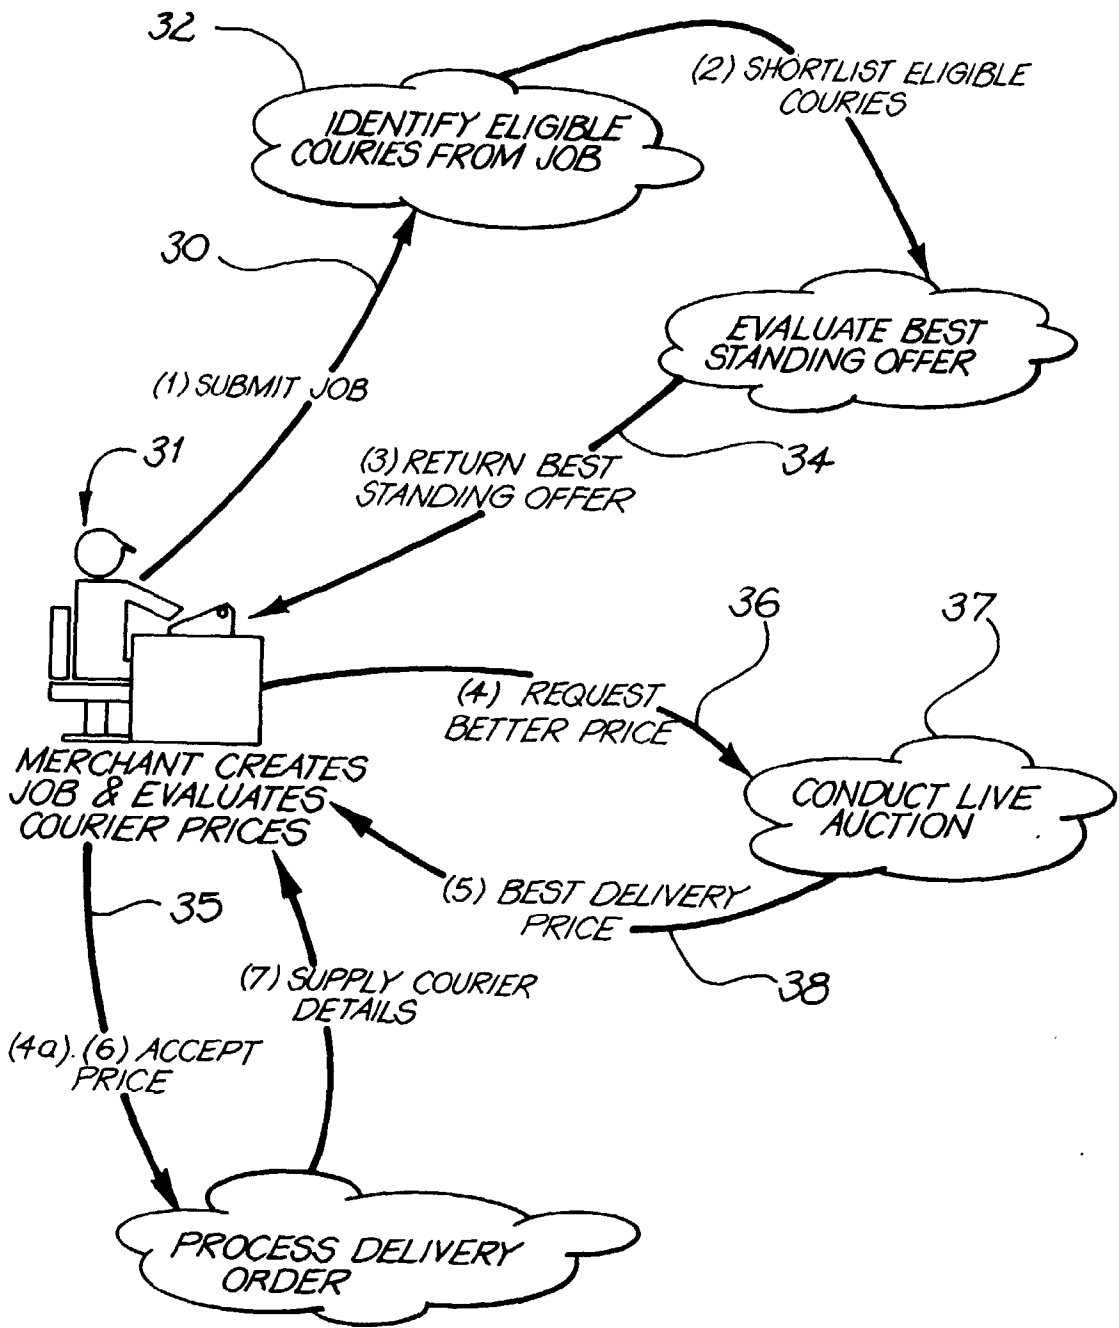 32
(2) SHORTLIST ELIGIBLE
COURIES
IDENTIFY ELIGIBLE
COURIES FROM JOB
30
EVALUATE BEST
STANDING OFFER
(1) SUBMIT JOB
34
31
(3) RETURN BEST
STANDING OFFER
36
37
(4) REQUEST
BETTER PRICE
MERCHANT CREATES
JOB & EVALUATES
COURIER PRICES
CONDUCT LIVE
AUCTION
(5) BEST DELIVERY
PRICE
35
38
(7) SUPPLY COURIER
DETAILS
(4a).(6) ACCEPT
PRICE
PROCESS DELIVERY
ORDER